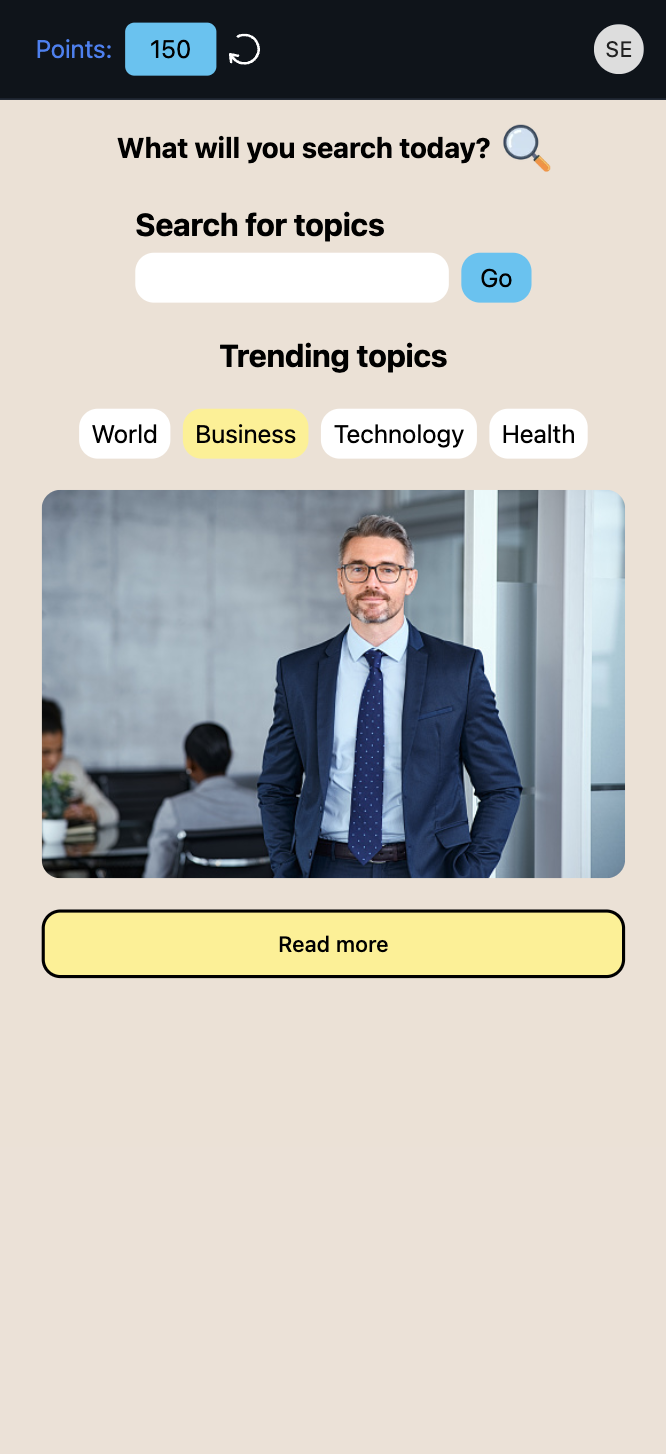 Points: 150 SE
What will you search today?
Search for topics
Go
Trending topics
World Business Technology Health
Read more